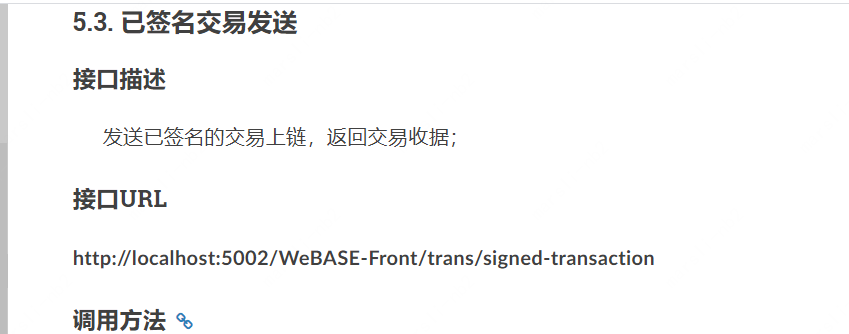 5.3. 已签名交易发送
接口描述
发送已签名的交易上链，返回交易收据；
接口URL
http://localhost:5002/WeBASE-Front/trans/signed-transaction
调用方法